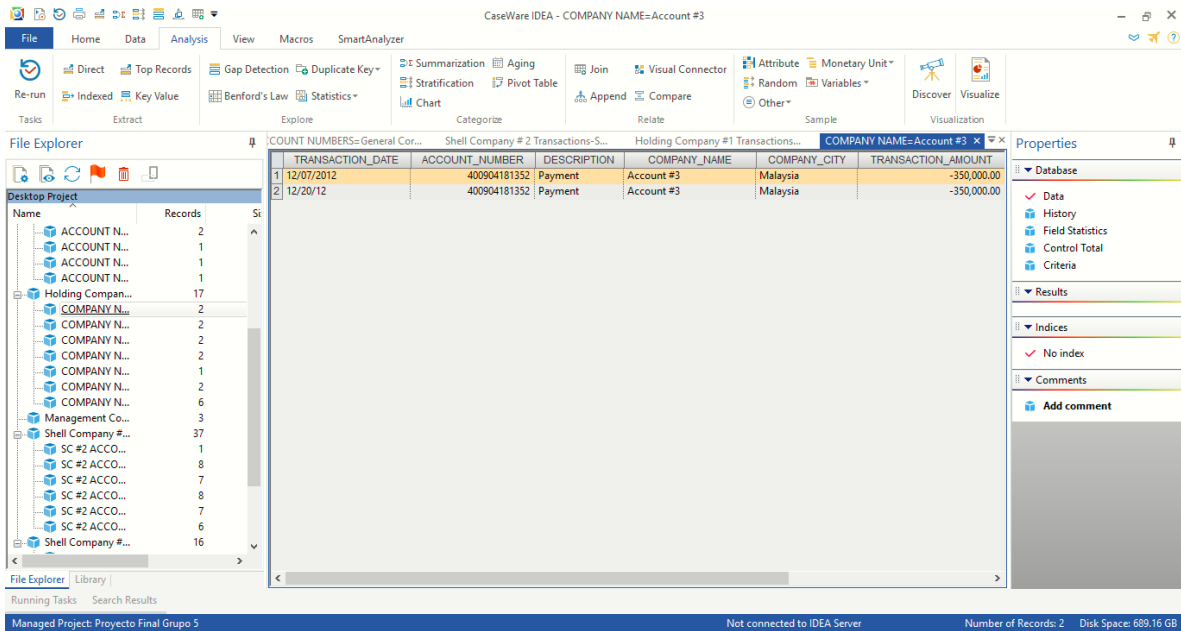 CaseWare IDEA - COMPANY NAME=Account #3
File Home Data Analysis View Macros SmartAnalyzer
Re-run
Tasks
Direct Top Records
Indexed Key Value
Extract
Gap Detection Duplicate Key
Benford's Law Statistics
Explore
Summarization Aging
Stratification Pivot Table
Chart
Categorize
Join Visual Connector
Append Compare
Relate
Attribute Monetary Unit
Random Variables
Other
Sample
Discover Visualize
Visualization
File Explorer
Desktop Project
Name Records Si
ACCOUNT N... 2
ACCOUNT N... 1
ACCOUNT N... 1
ACCOUNT N... 1
Holding Compan... 17
COMPANY N... 2
COMPANY N... 2
COMPANY N... 2
COMPANY N... 2
COMPANY N... 1
COMPANY N... 2
COMPANY N... 6
Management Co... 3
Shell Company #... 37
SC #2 ACCO... 1
SC #2 ACCO... 8
SC #2 ACCO... 7
SC #2 ACCO... 8
SC #2 ACCO... 7
SC #2 ACCO... 6
Shell Company #... 16
File Explorer Library
Running Tasks Search Results
COUNT NUMBERS=General Cor... Shell Company # 2 Transactions-S... Holding Company #1 Transactions... COMPANY NAME=Account #3
TRANSACTION_DATE ACCOUNT_NUMBER DESCRIPTION COMPANY_NAME COMPANY_CITY TRANSACTION_AMOUNT
1 12/07/2012 400904181352 Payment Account #3 Malaysia -350,000.00
2 12/20/12 400904181352 Payment Account #3 Malaysia -350,000.00
Properties
Database
Data
History
Field Statistics
Control Total
Criteria
Results
Indices
No index
Comments
Add comment
Managed Project: Proyecto Final Grupo 5 Not connected to IDEA Server Number of Records: 2 Disk Space: 689.16 GB